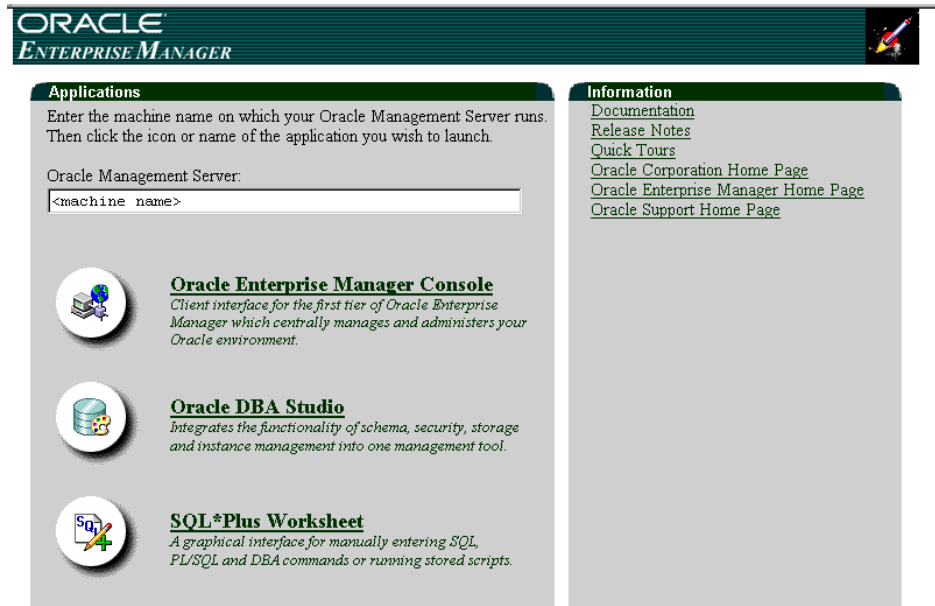 ORACLE
ENTERPRISE MANAGER
Applications
Enter the machine name on which your Oracle Management Server runs.
Then click the icon or name of the application you wish to launch.
Oracle Management Server:
<machine name>
Oracle Enterprise Manager Console
Client interface for the first tier of Oracle Enterprise
Manager which centrally manages and administers your
Oracle environment.
Oracle DBA Studio
Integrates the functionality of schema, security, storage
and instance management into one management tool.
SQL
SQL*Plus Worksheet
A graphical interface for manually entering SQL,
PL/SQL and DBA commands or running stored scripts.
Information
Documentation
Release Notes
Quick Tours
Oracle Corporation Home Page
Oracle Enterprise Manager Home Page
Oracle Support Home Page